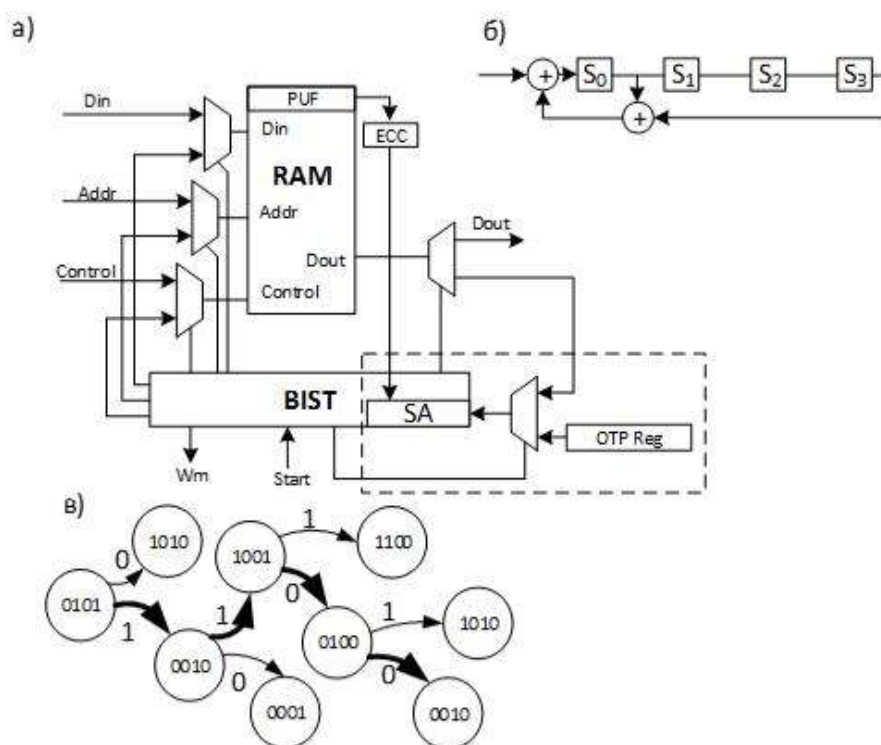 а)
Din
Addr
Control
PUF
Din
RAM
Addr
Dout
Control
ECC
Dout
BIST
SA
OTP Reg
Wm
Start
б)
+ S0 S1 S2 S3
+
в)
0101
0
1010
1
0010
1
1001
0
0001
1
1100
0
0100
1
1010
0
0010